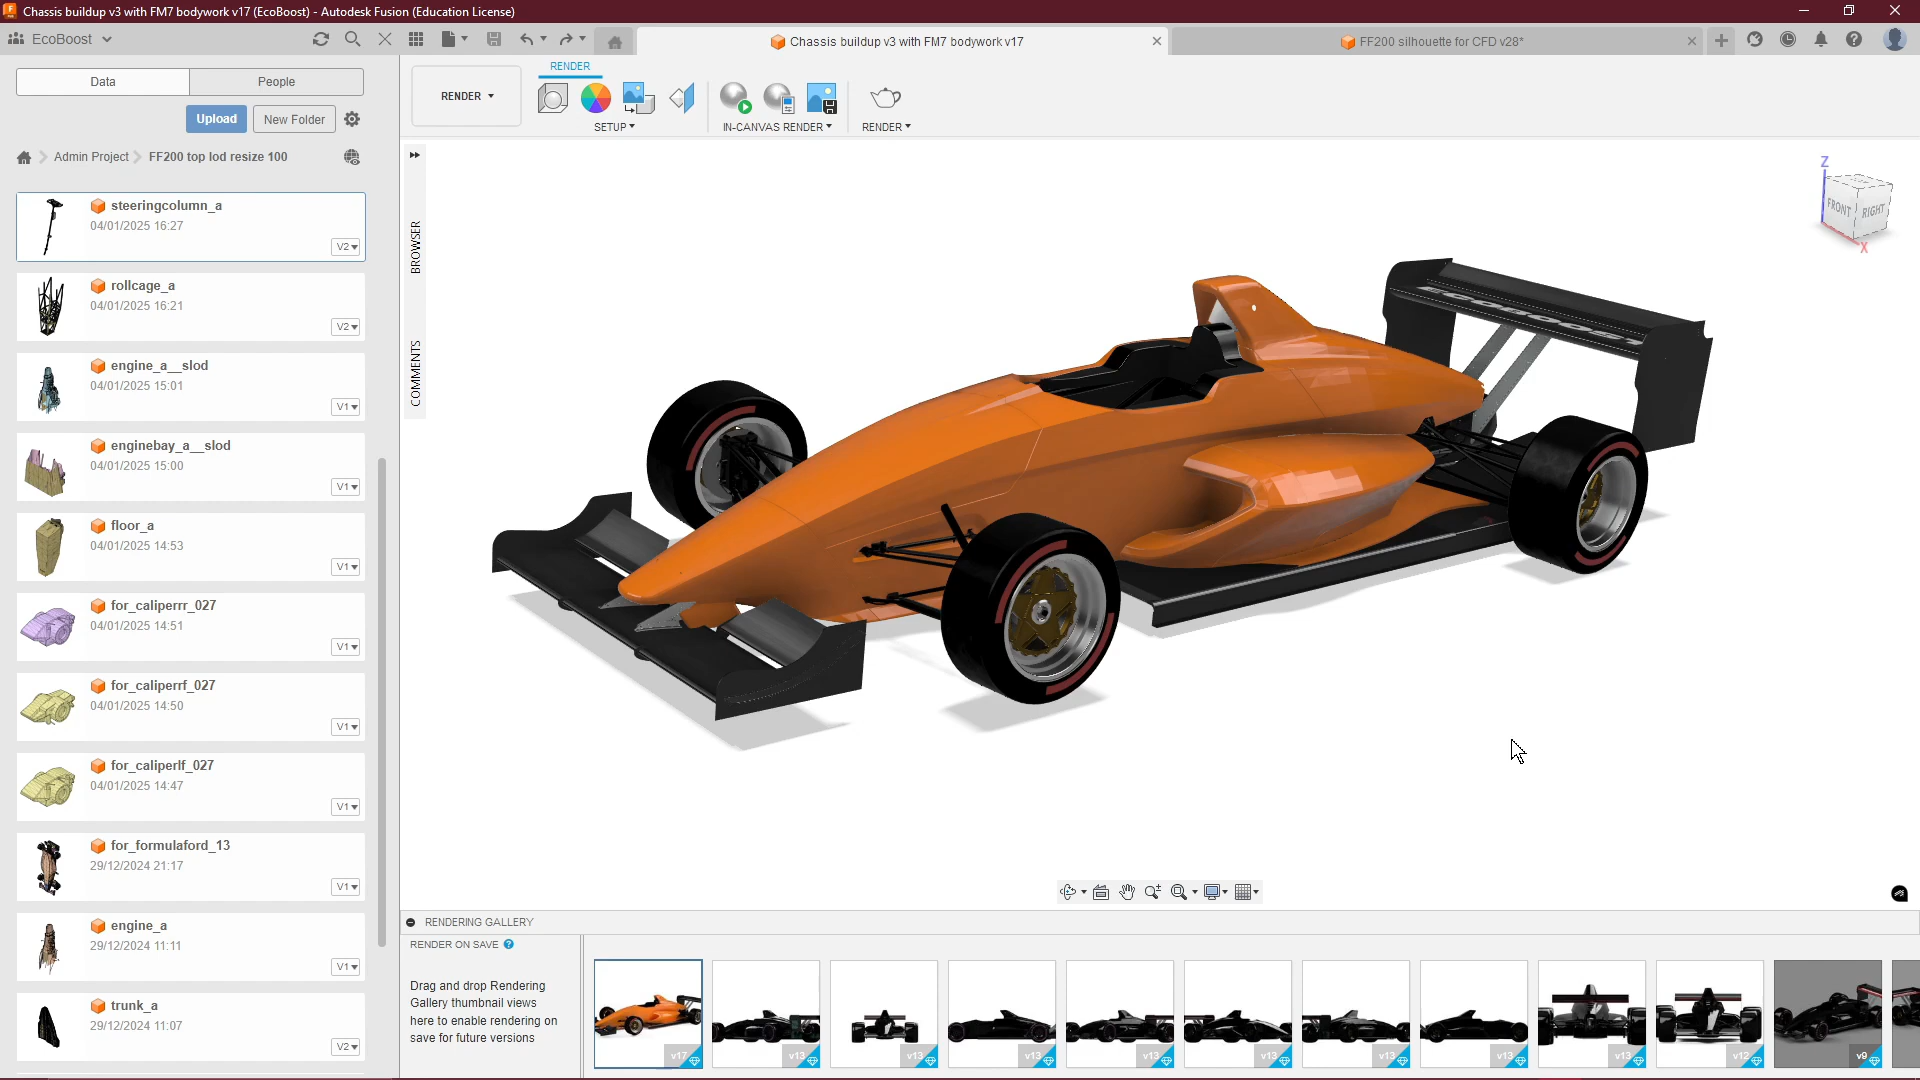 Chassis buildup v3 with FM7 bodywork v17 (EcoBoost) - Autodesk Fusion (Education License)
EcoBoost
Chassis buildup v3 with FM7 bodywork v17
FF200 silhouette for CFD v28*
Data
People
Upload
New Folder
Admin Project
FF200 top lod resize 100
steeringcolumn_a
04/01/2025 16:27
V2
rollcage_a
04/01/2025 16:21
V2
engine_a__slod
04/01/2025 15:01
V1
enginebay_a__slod
04/01/2025 15:00
V1
floor_a
04/01/2025 14:53
V1
for_caliperrr_027
04/01/2025 14:51
V1
for_caliperrf_027
04/01/2025 14:50
V1
for_caliperlf_027
04/01/2025 14:47
V1
for_formulaford_13
29/12/2024 21:17
V1
engine_a
29/12/2024 11:11
V1
trunk_a
29/12/2024 11:07
V2
RENDER
RENDER
SETUP
IN-CANVAS RENDER
RENDER
BROWSER
COMMENTS
Z
FRONT
RIGHT
X
ECOBOOST
RENDERING GALLERY
RENDER ON SAVE
Drag and drop Rendering
Gallery thumbnail views
here to enable rendering on
save for future versions
v17
v13
v13
v13
v13
v13
v13
v13
v13
v12
v9